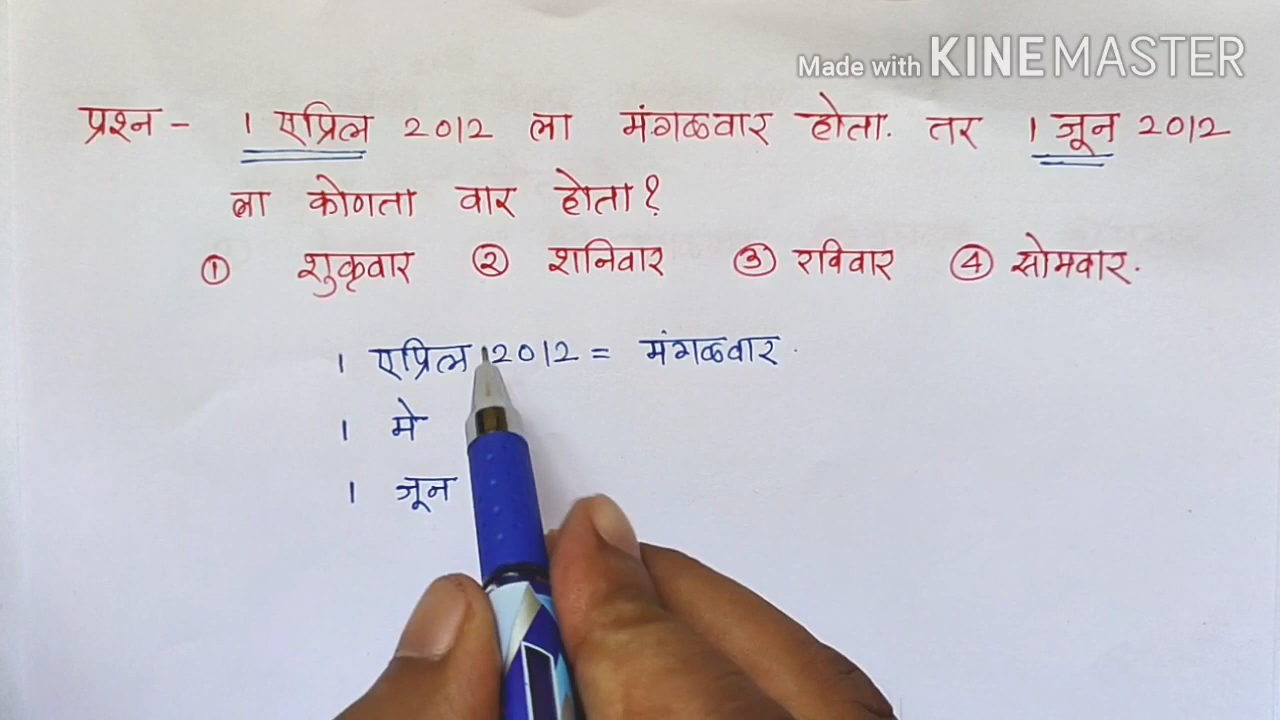 Made with KINEMASTER
प्रश्न - 1 एप्रिल 2012 ला मंगळवार होता. तर 1 जून 2012
ला कोणता वार होता?
① शुक्रवार ② शनिवार ③ रविवार ④ सोमवार.
1 एप्रिल 2012 = मंगळवार.
1 मे
1 जून